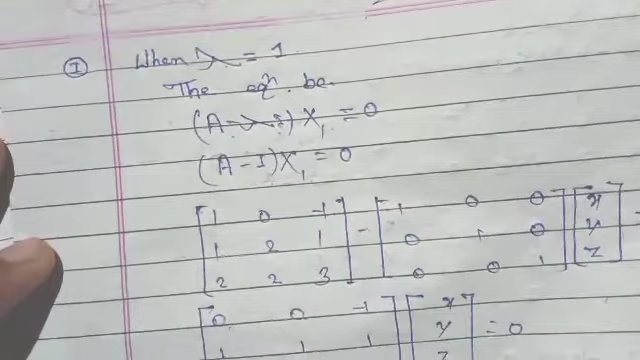 (I) When λ = 1
The eqn. be
(A-λI) X₁ = 0
(A-I)X₁ = 0
[1 0 -1] - [1 0 0] [x]
[1 2 1] [0 1 0] [y]
[2 2 3] [0 0 1] [z]
[0 0 -1] [x]
[1 1 1] [y] = 0
z